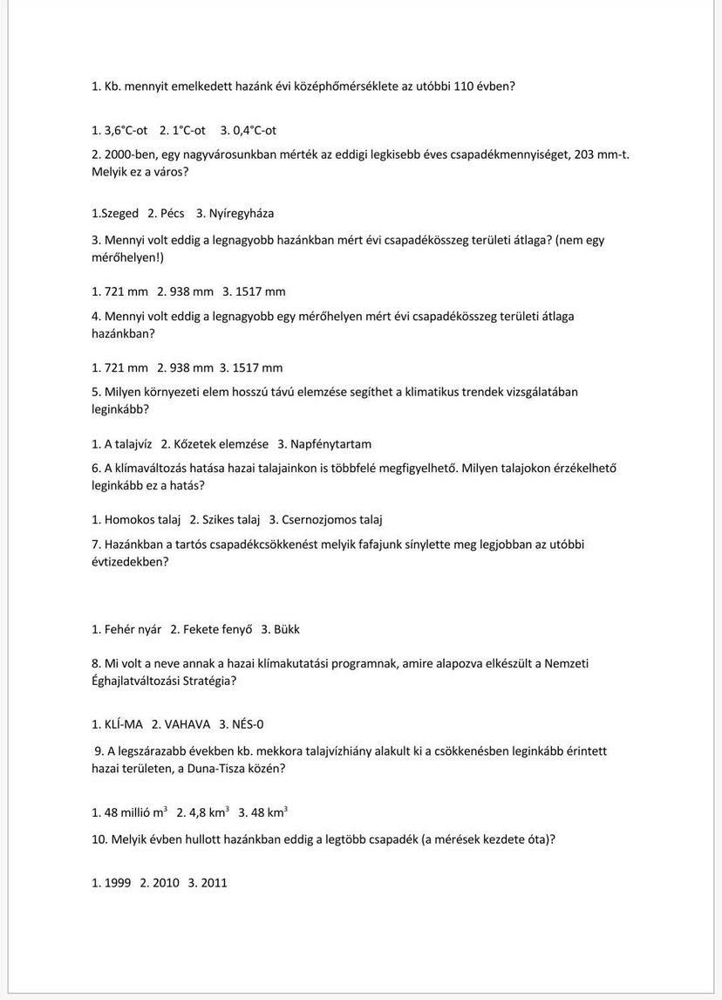 1. Kb. mennyit emelkedett hazánk évi középhőmérséklete az utóbbi 110 évben?
1. 3,6°C-ot 2. 1°C-ot 3. 0,4°C-ot
2. 2000-ben, egy nagyvárosunkban mérték az eddigi legkisebb éves csapadékmennyiséget, 203 mm-t.
Melyik ez a város?
1.Szeged 2. Pécs 3. Nyíregyháza
3. Mennyi volt eddig a legnagyobb hazánkban mért évi csapadékösszeg területi átlaga? (nem egy
mérőhelyen!)
1. 721 mm 2. 938 mm 3. 1517 mm
4. Mennyi volt eddig a legnagyobb egy mérőhelyen mért évi csapadékösszeg területi átlaga
hazánkban?
1. 721 mm 2. 938 mm 3. 1517 mm
5. Milyen környezeti elem hosszú távú elemzése segíthet a klimatikus trendek vizsgálatában
leginkább?
1. A talajvíz 2. Kőzetek elemzése 3. Napfénytartam
6. A klímaváltozás hatása hazai talajainkon is többfelé megfigyelhető. Milyen talajokon érzékelhető
leginkább ez a hatás?
1. Homokos talaj 2. Szikes talaj 3. Csernozjomos talaj
7. Hazánkban a tartós csapadékcsökkenést melyik fafajunk sínylette meg legjobban az utóbbi
évtizedekben?
1. Fehér nyár 2. Fekete fenyő 3. Bükk
8. Mi volt a neve annak a hazai klímakutatási programnak, amire alapozva elkészült a Nemzeti
Éghajlatváltozási Stratégia?
1. KLÍ-MA 2. VAHAVA 3. NÉS-0
9. A legszárazabb években kb. mekkora talajvízhiány alakult ki a csökkenésben leginkább érintett
hazai területen, a Duna-Tisza közén?
1. 48 millió m³ 2. 4,8 km³ 3. 48 km³
10. Melyik évben hullott hazánkban eddig a legtöbb csapadék (a mérések kezdete óta)?
1. 1999 2. 2010 3. 2011